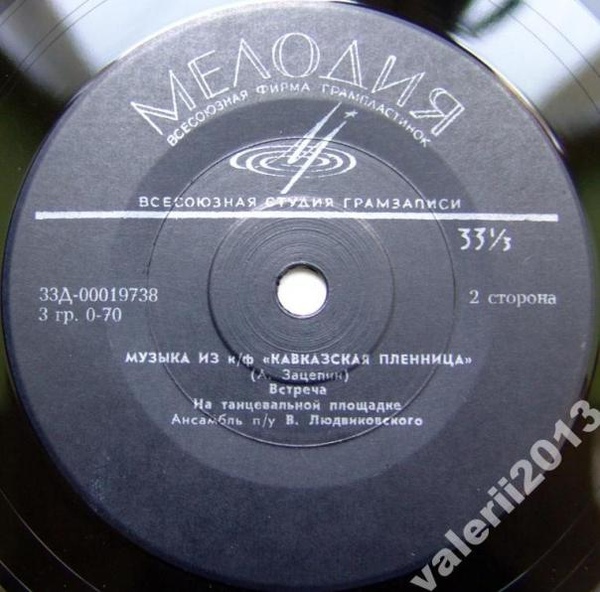 МЕЛОДИЯ
ВСЕСОЮЗНАЯ ФИРМА ГРАМПЛАСТИНОК
ВСЕСОЮЗНАЯ СТУДИЯ ГРАМЗАПИСИ
33⅓
33Д-00019738
3 гр. 0-70
2 сторона
МУЗЫКА ИЗ к/ф «КАВКАЗСКАЯ ПЛЕННИЦА»
(А. Зацепин)
Встреча
На танцевальной площадке
Ансамбль п/у В. Людвиковского
valerii2013